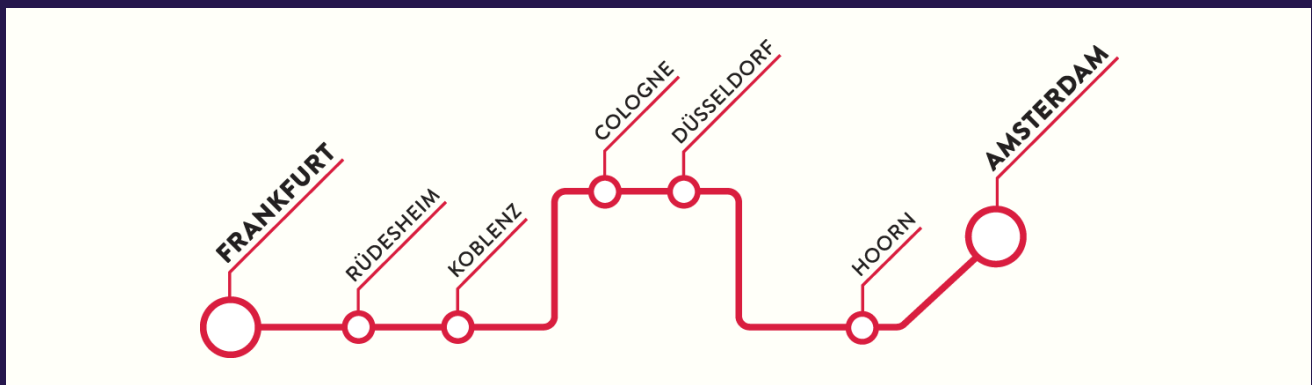 FRANKFURT
RÜDESHEIM
KOBLENZ
COLOGNE
DÜSSELDORF
HOORN
AMSTERDAM